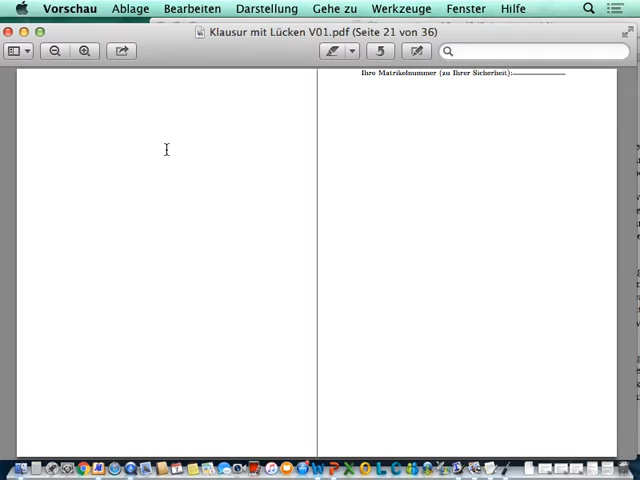 Vorschau Ablage Bearbeiten Darstellung Gehe zu Werkzeuge Fenster Hilfe
Klausur mit Lücken V01.pdf (Seite 21 von 36)
Ihre Matrikelnummer (zu Ihrer Sicherheit):